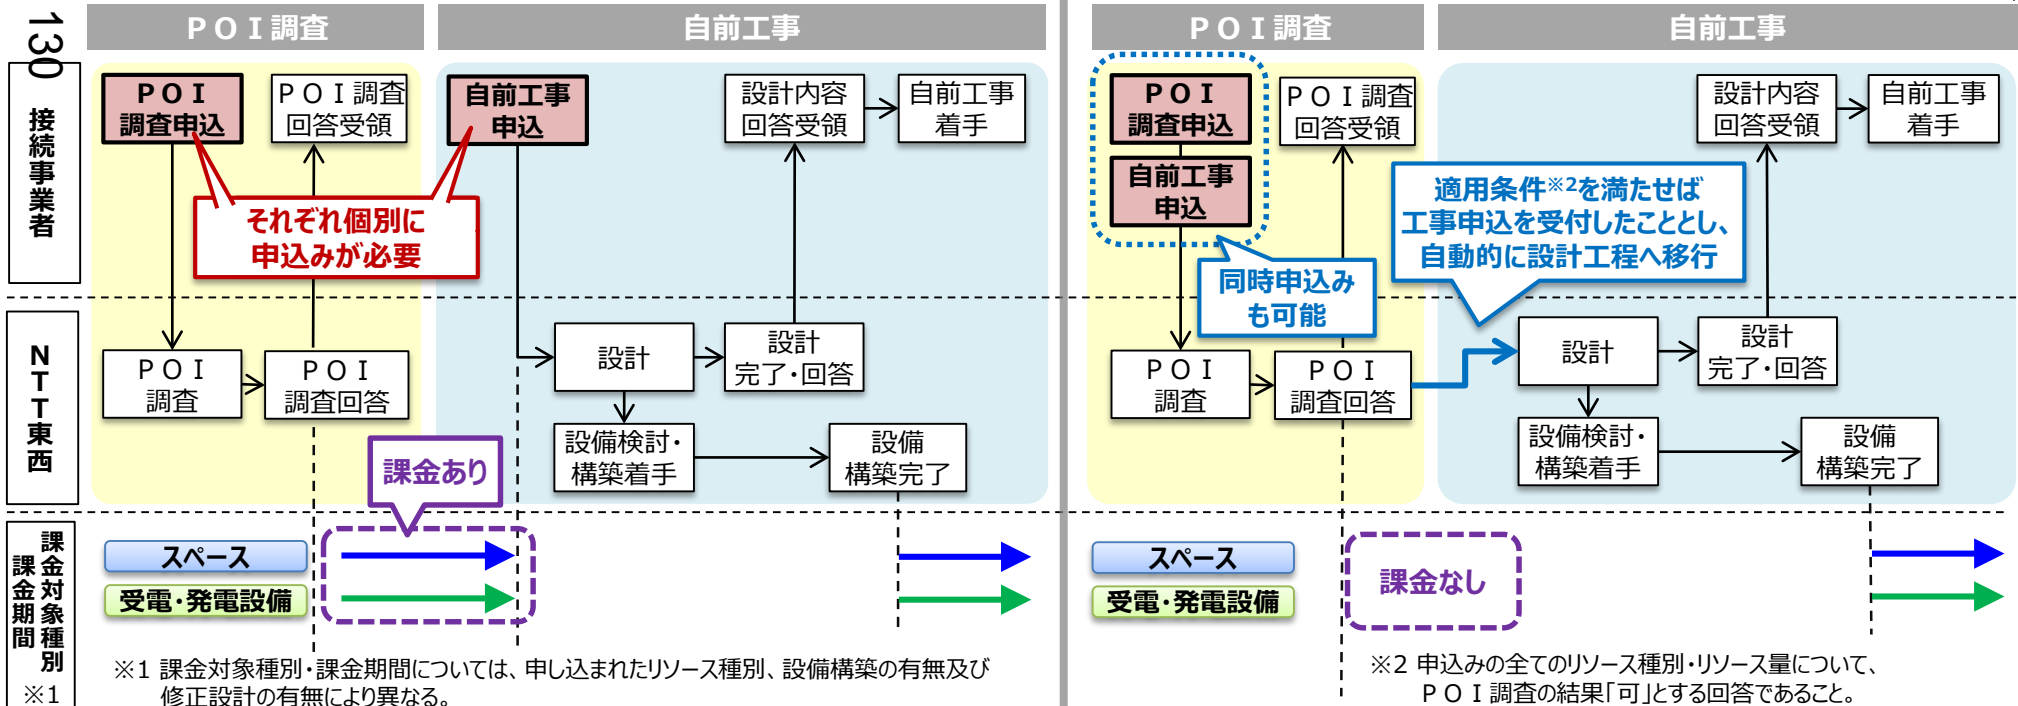 130
ＰＯＩ調査
自前工事
接続事業者
ＰＯＩ
調査申込
ＰＯＩ調査
回答受領
自前工事
申込
設計内容
回答受領
自前工事
着手
それぞれ個別に
申込みが必要
ＮＴＴ東西
ＰＯＩ
調査
ＰＯＩ
調査回答
設計
設計
完了・回答
設備検討・
構築着手
設備
構築完了
課金あり
課金対象種別
課金期間
※1
スペース
受電・発電設備
※1 課金対象種別・課金期間については、申し込まれたリソース種別、設備構築の有無及び
修正設計の有無により異なる。
ＰＯＩ調査
自前工事
ＰＯＩ
調査申込
自前工事
申込
ＰＯＩ調査
回答受領
設計内容
回答受領
自前工事
着手
適用条件※2を満たせば
工事申込を受付したこととし、
自動的に設計工程へ移行
同時申込み
も可能
ＰＯＩ
調査
ＰＯＩ
調査回答
設計
設計
完了・回答
設備検討・
構築着手
設備
構築完了
スペース
受電・発電設備
課金なし
※2 申込みの全てのリソース種別・リソース量について、
ＰＯＩ調査の結果「可」とする回答であること。